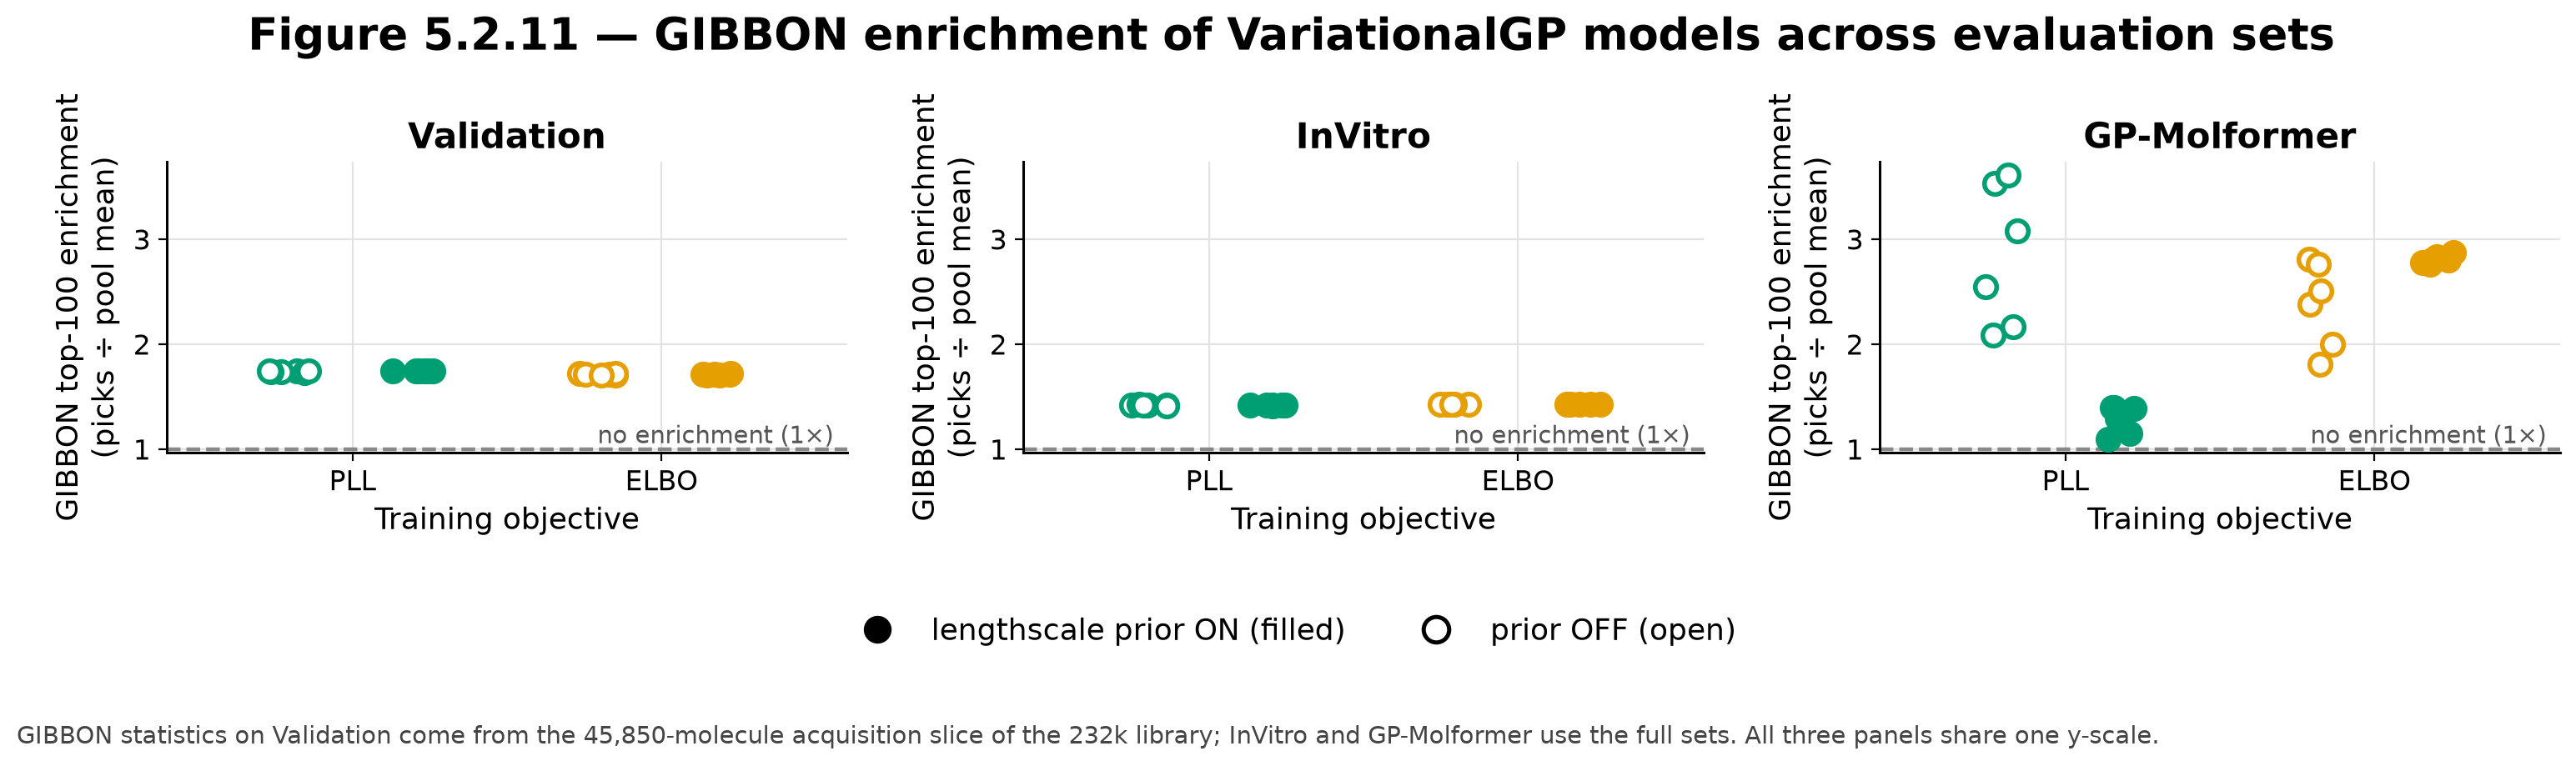 Figure 5.2.11 — GIBBON enrichment of VariationalGP models across evaluation sets
Validation
GIBBON top-100 enrichment
(picks ÷ pool mean)
3
2
1
no enrichment (1×)
PLL
ELBO
Training objective
InVitro
GIBBON top-100 enrichment
(picks ÷ pool mean)
3
2
1
no enrichment (1×)
PLL
ELBO
Training objective
GP-Molformer
GIBBON top-100 enrichment
(picks ÷ pool mean)
3
2
1
no enrichment (1×)
PLL
ELBO
Training objective
lengthscale prior ON (filled)
prior OFF (open)
GIBBON statistics on Validation come from the 45,850-molecule acquisition slice of the 232k library; InVitro and GP-Molformer use the full sets. All three panels share one y-scale.